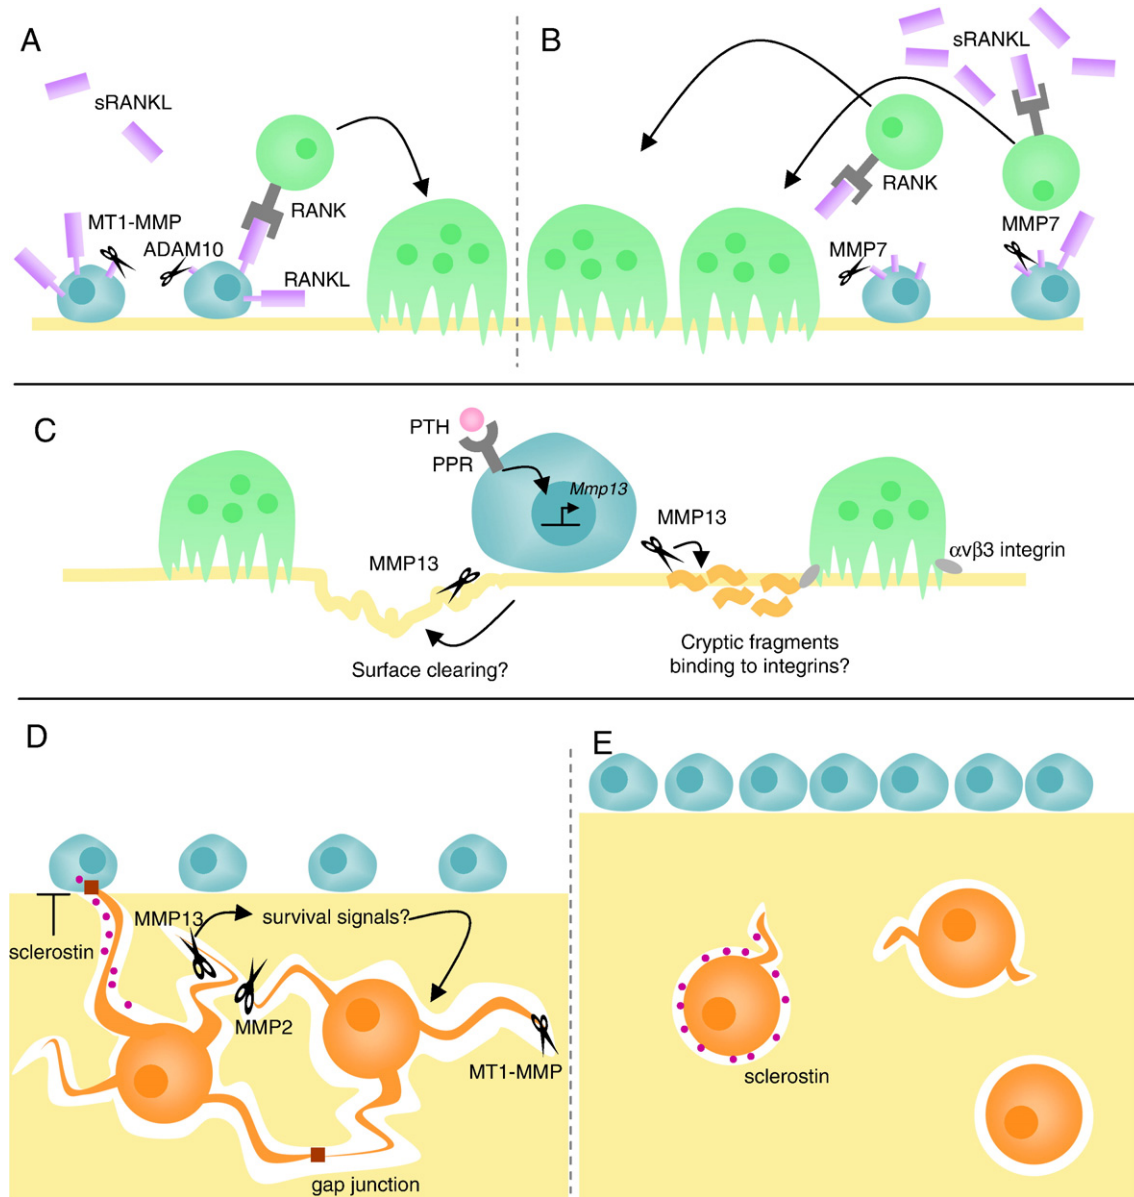 A
sRANKL
RANK
MT1-MMP
ADAM10
RANKL
B
sRANKL
RANK
MMP7
MMP7
C
PTH
PPR
Mmp13
MMP13
MMP13
αvβ3 integrin
Surface clearing?
Cryptic fragments
binding to integrins?
D
MMP13
survival signals?
sclerostin
MMP2
MT1-MMP
gap junction
E
sclerostin